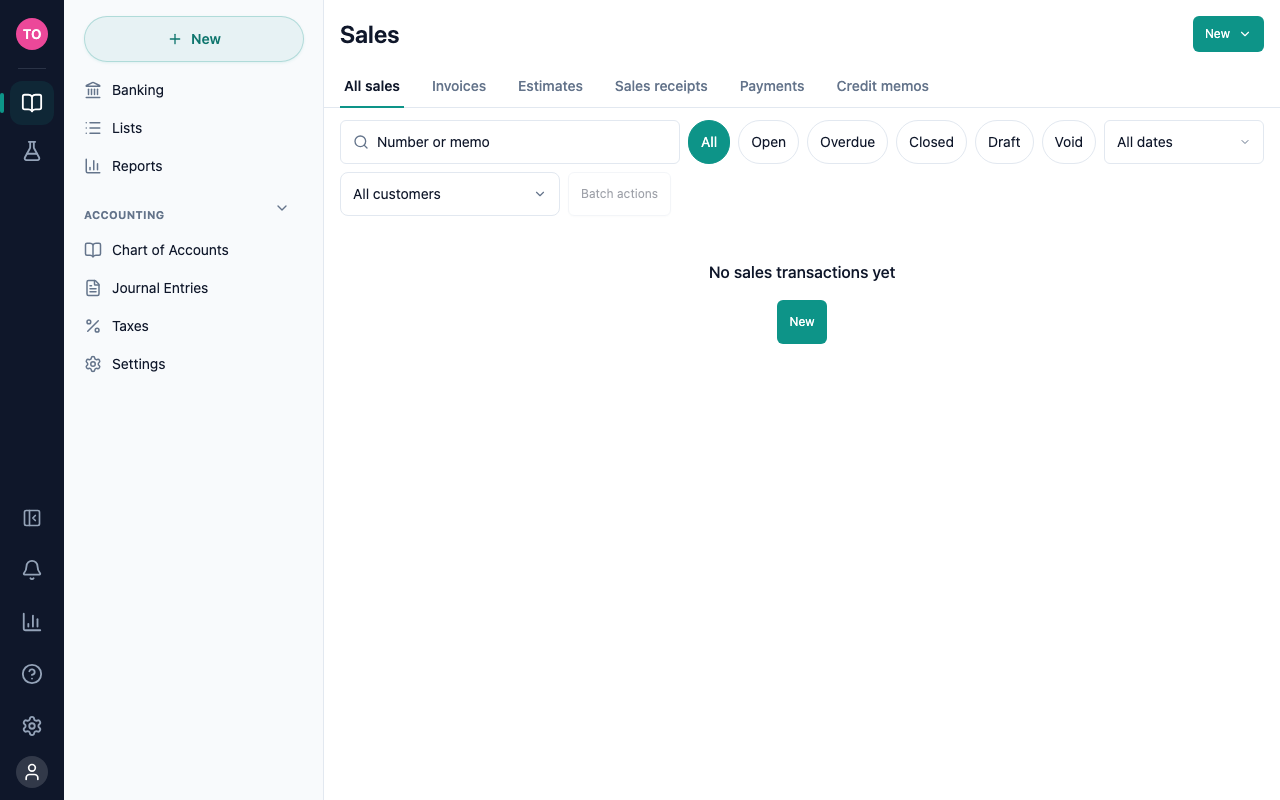 TO
New
Banking
Lists
Reports
ACCOUNTING
Chart of Accounts
Journal Entries
Taxes
Settings
Sales
New
All sales
Invoices
Estimates
Sales receipts
Payments
Credit memos
Number or memo
All
Open
Overdue
Closed
Draft
Void
All dates
All customers
Batch actions
No sales transactions yet
New